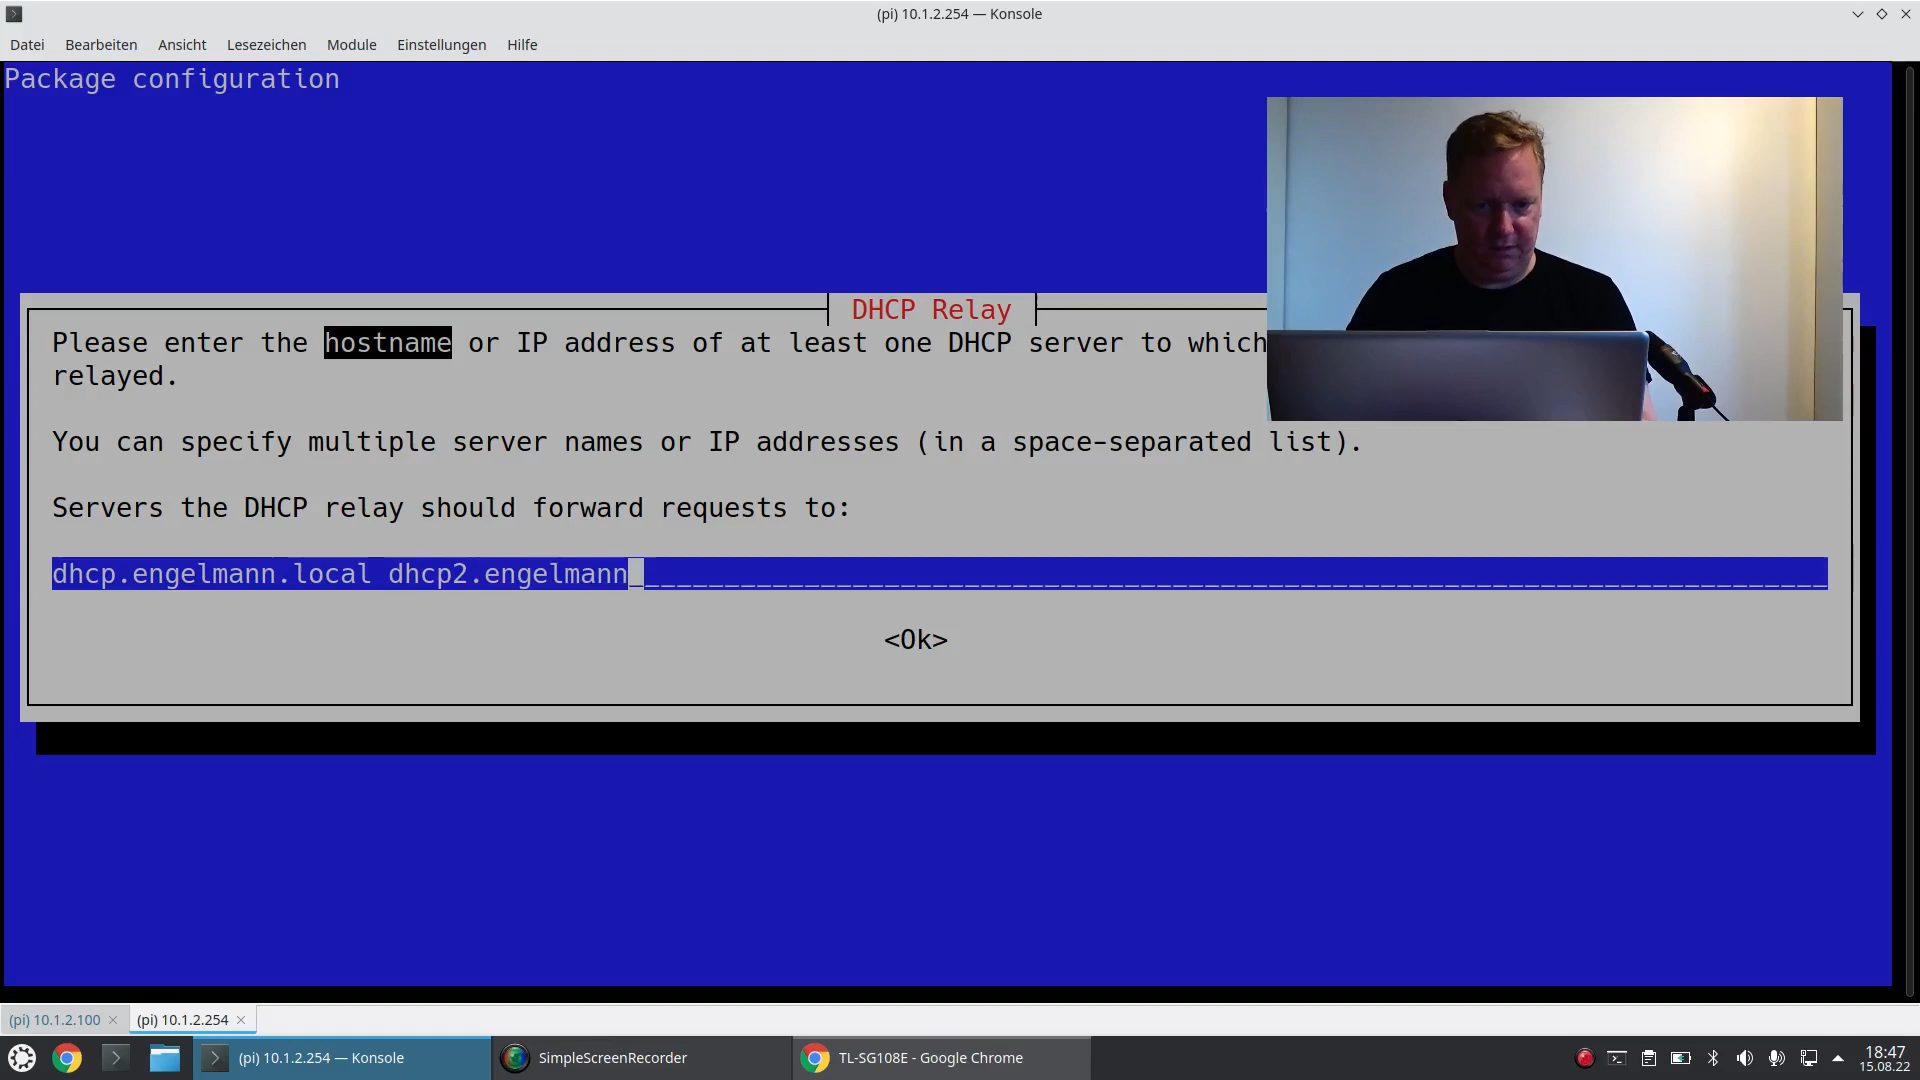 (pi) 10.1.2.254 — Konsole
Datei Bearbeiten Ansicht Lesezeichen Module Einstellungen Hilfe
Package configuration
DHCP Relay
Please enter the hostname or IP address of at least one DHCP server to which
relayed.
You can specify multiple server names or IP addresses (in a space-separated list).
Servers the DHCP relay should forward requests to:
dhcp.engelmann.local dhcp2.engelmann
<Ok>
(pi) 10.1.2.100 (pi) 10.1.2.254
(pi) 10.1.2.254 — Konsole SimpleScreenRecorder TL-SG108E - Google Chrome 18:47
15.08.22